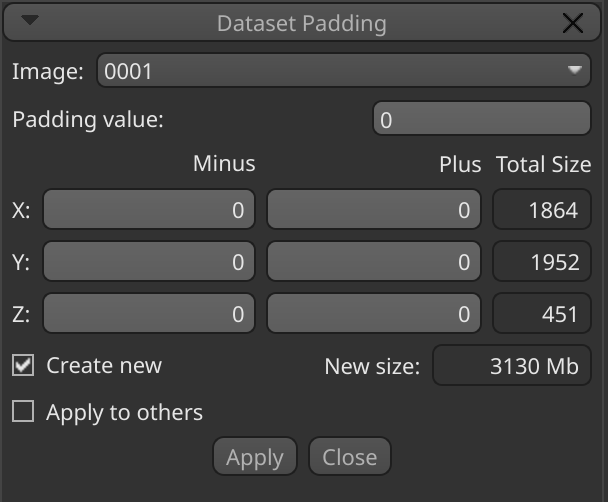 Dataset Padding
Image: 0001
Padding value: 0
Minus Plus Total Size
X: 0 0 1864
Y: 0 0 1952
Z: 0 0 451
Create new New size: 3130 Mb
Apply to others
Apply Close